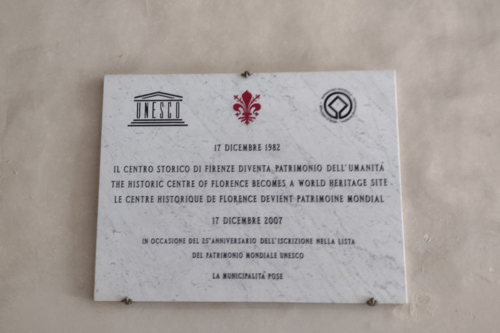 UNESCO
17 DICEMBRE 1982
IL CENTRO STORICO DI FIRENZE DIVENTA PATRIMONIO DELL'UMANITÁ
THE HISTORIC CENTRE OF FLORENCE BECOMES A WORLD HERITAGE SITE
LE CENTRE HISTORIQUE DE FLORENCE DEVIENT PATRIMOINE MONDIAL
17 DICEMBRE 2007
IN OCCASIONE DEL 25° ANNIVERSARIO DELL'ISCRIZIONE NELLA LISTA
DEL PATRIMONIO MONDIALE UNESCO
LA MUNICIPALITÁ POSE